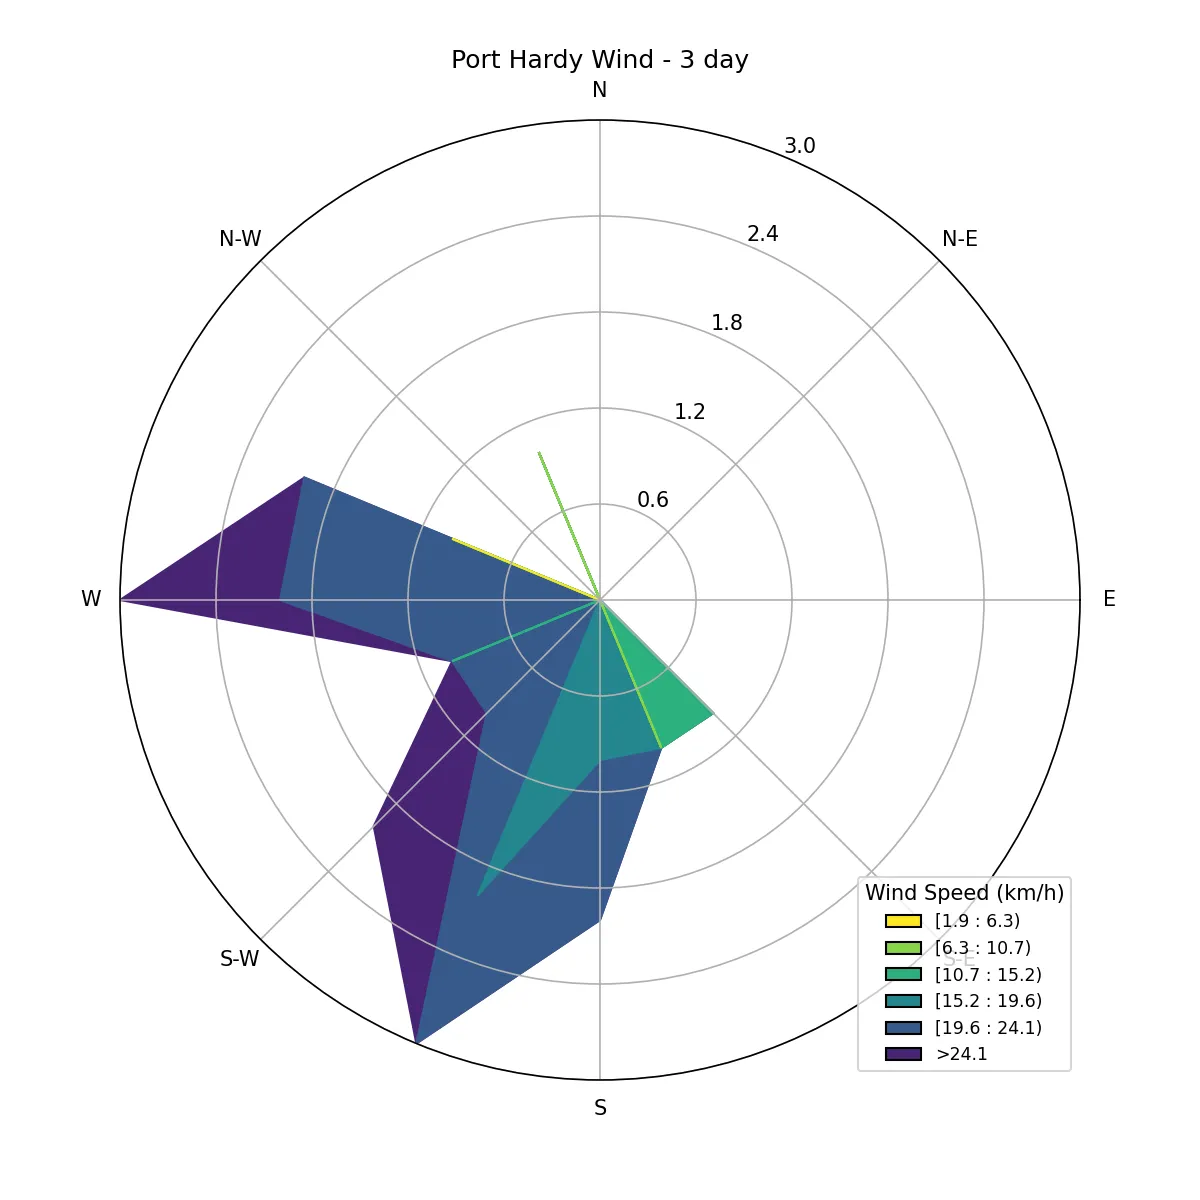 Port Hardy Wind - 3 day
N
3.0
N-W
N-E
2.4
1.8
1.2
0.6
W
E
S-W
S-E
S
Wind Speed (km/h)
[1.9 : 6.3)
[6.3 : 10.7)
[10.7 : 15.2)
[15.2 : 19.6)
[19.6 : 24.1)
>24.1